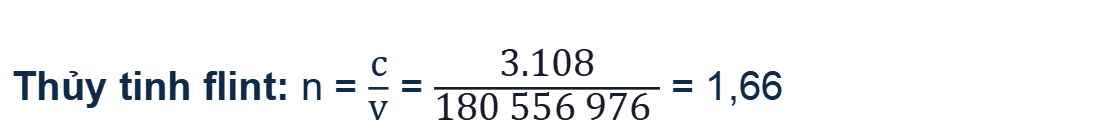 Thủy tinh flint: n = c/v = 3.108/180 556 976 = 1,66